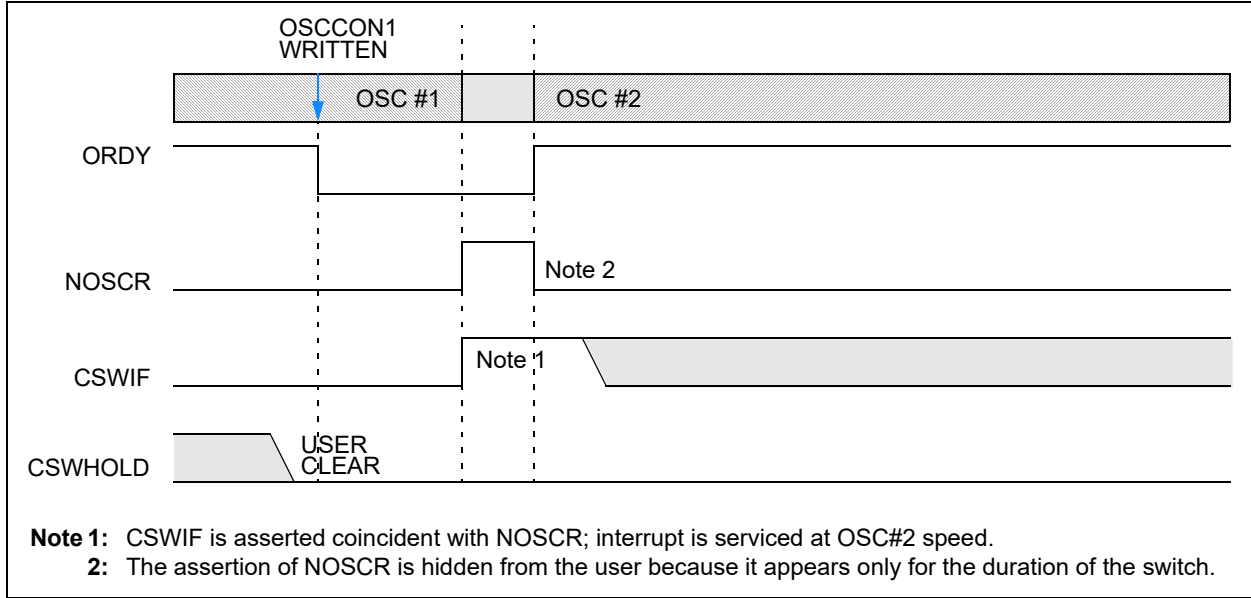 OSCCON1
WRITTEN
OSC #1 OSC #2
ORDY
NOSCR Note 2
CSWIF Note 1
CSWHOLD USER
CLEAR
Note 1: CSWIF is asserted coincident with NOSCR; interrupt is serviced at OSC#2 speed.
2: The assertion of NOSCR is hidden from the user because it appears only for the duration of the switch.